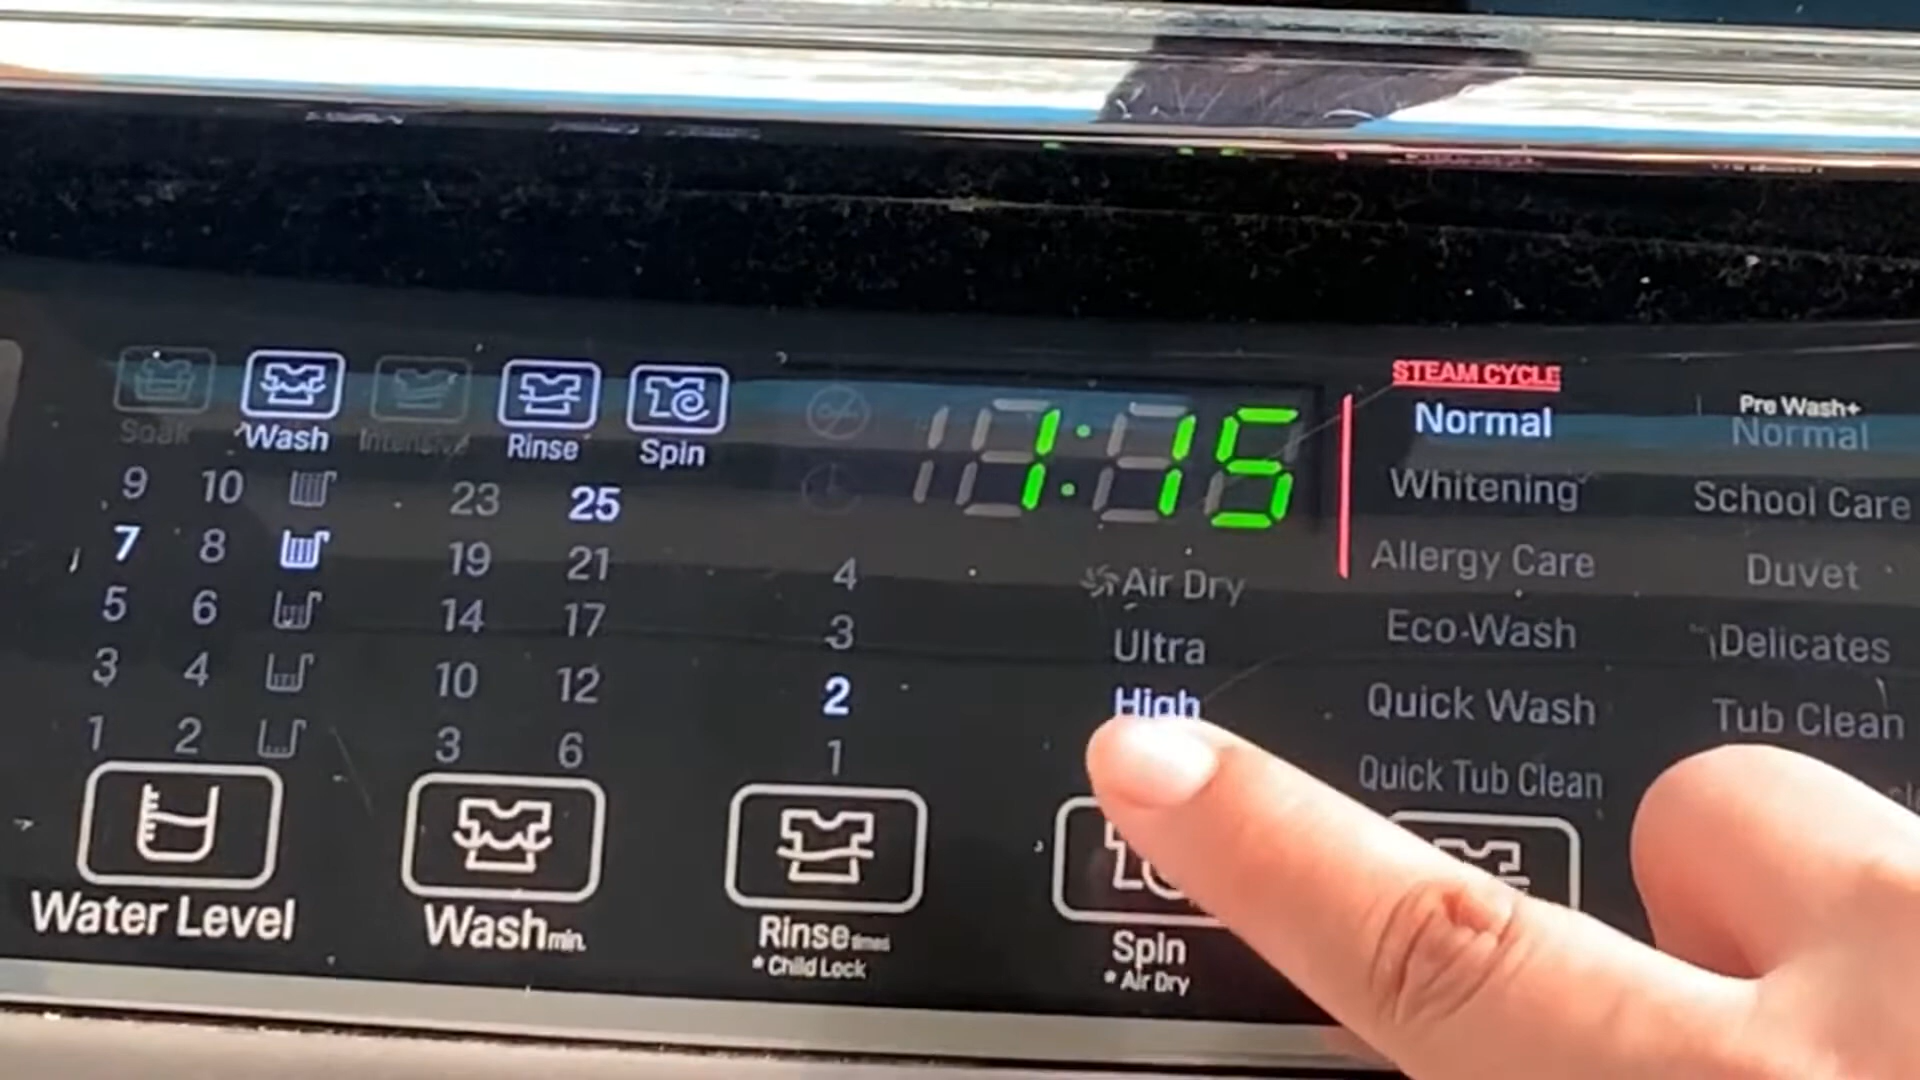 STEAM CYCLE
Soak Wash Intensive Rinse Spin
1:15
Normal
Pre Wash+
Normal
9 10 23 25
Whitening School Care
7 8 19 21 4
Air Dry
Allergy Care Duvet
5 6 14 17 3
Ultra
Eco-Wash Delicates
3 4 10 12 2
High
Quick Wash Tub Clean
1 2 3 6 1
Quick Tub Clean
Water Level Wash min. Rinse times Spin
* Child Lock * Air Dry